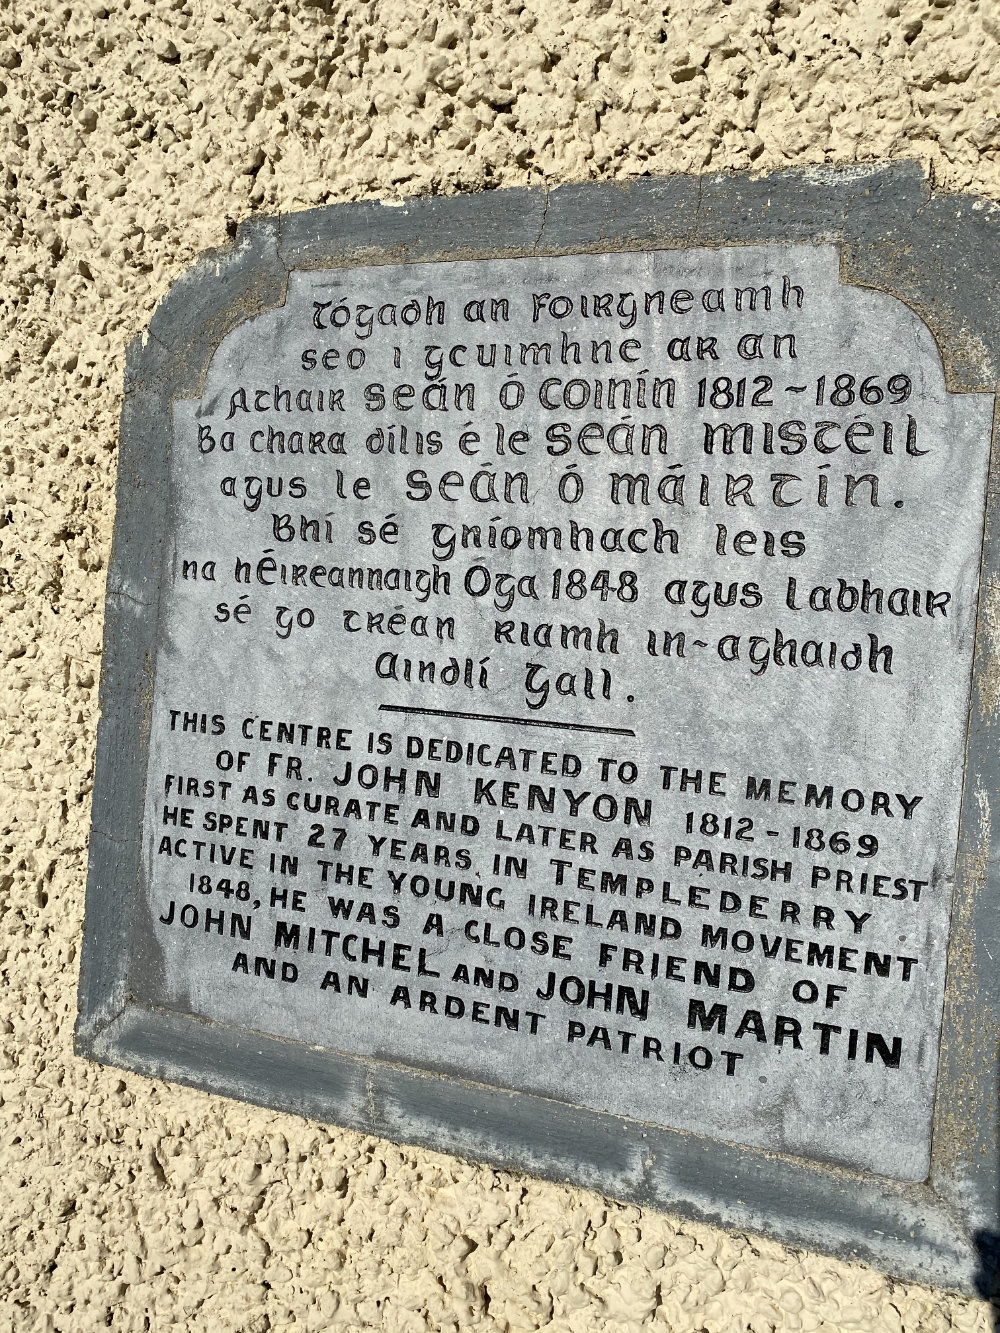 Tógadh an foirgneamh
seo i gcuimhne ar an
Athair Seán Ó Coinín 1812~1869
Ba chara dílis é le Seán Mistéil
agus le Seán Ó Máirtín.
Bhí sé gníomhach leis
na hÉireannaigh Óga 1848 agus labhair
sé go tréan riamh in-aghaidh
Aindlí Gall.
THIS CENTRE IS DEDICATED TO THE MEMORY
OF FR. JOHN KENYON 1812-1869
FIRST AS CURATE AND LATER AS PARISH PRIEST
HE SPENT 27 YEARS IN TEMPLEDERRY
ACTIVE IN THE YOUNG IRELAND MOVEMENT
1848, HE WAS A CLOSE FRIEND OF
JOHN MITCHEL AND JOHN MARTIN
AND AN ARDENT PATRIOT